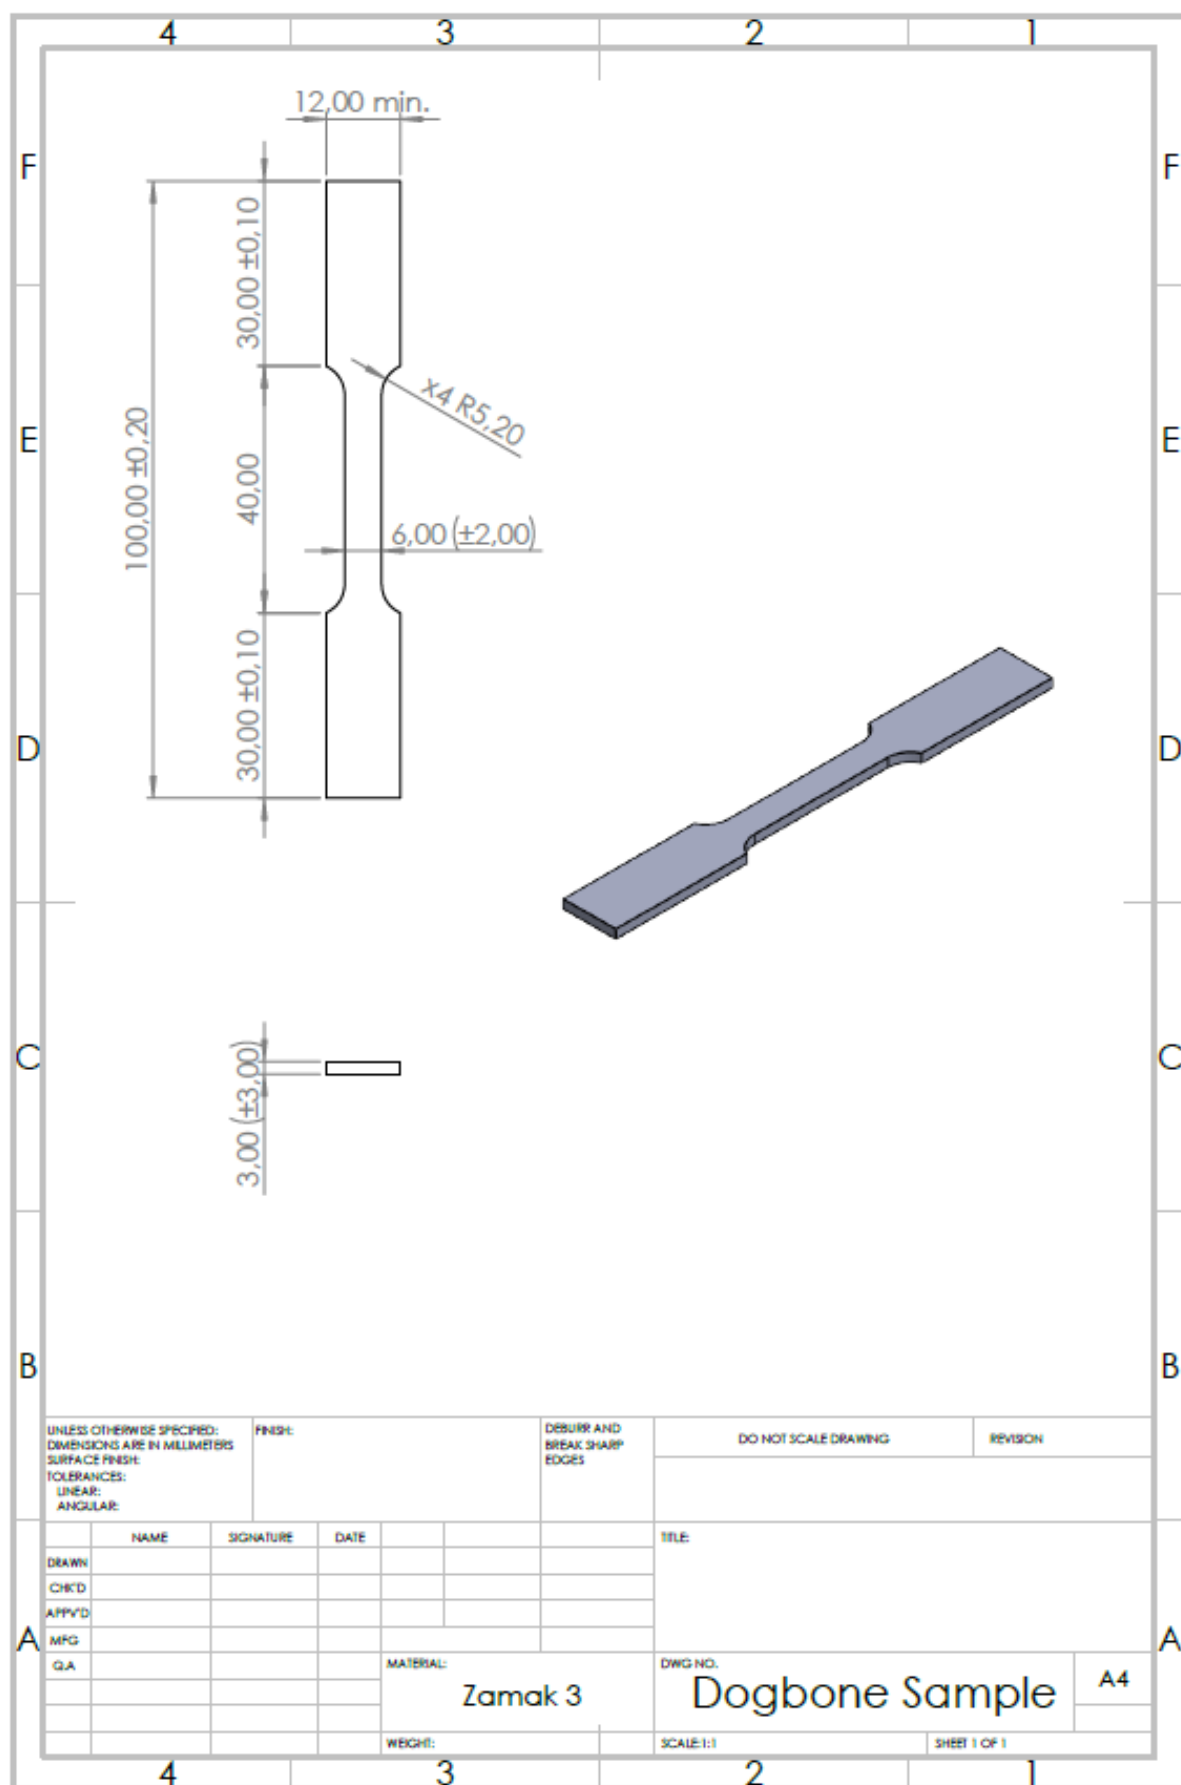 4 3 2 1
12,00 min.
F F
30,00 ±0,10
x4 R5,20
E E
100,00 ±0,20
40,00
6,00 (±2,00)
30,00 ±0,10
D D
C C
3,00 (±3,00)
B B
UNLESS OTHERWISE SPECIFIED:
DIMENSIONS ARE IN MILLIMETERS
SURFACE FINISH:
TOLERANCES:
LINEAR:
ANGULAR:
FINISH:
DEBURR AND
BREAK SHARP
EDGES
DO NOT SCALE DRAWING
REVISION
NAME SIGNATURE DATE
TITLE:
DRAWN
CHK'D
APPV'D
MFG
Q.A
A A
MATERIAL:
Zamak 3
DWG NO.
Dogbone Sample
A4
WEIGHT:
SCALE:1:1
SHEET 1 OF 1
4 3 2 1